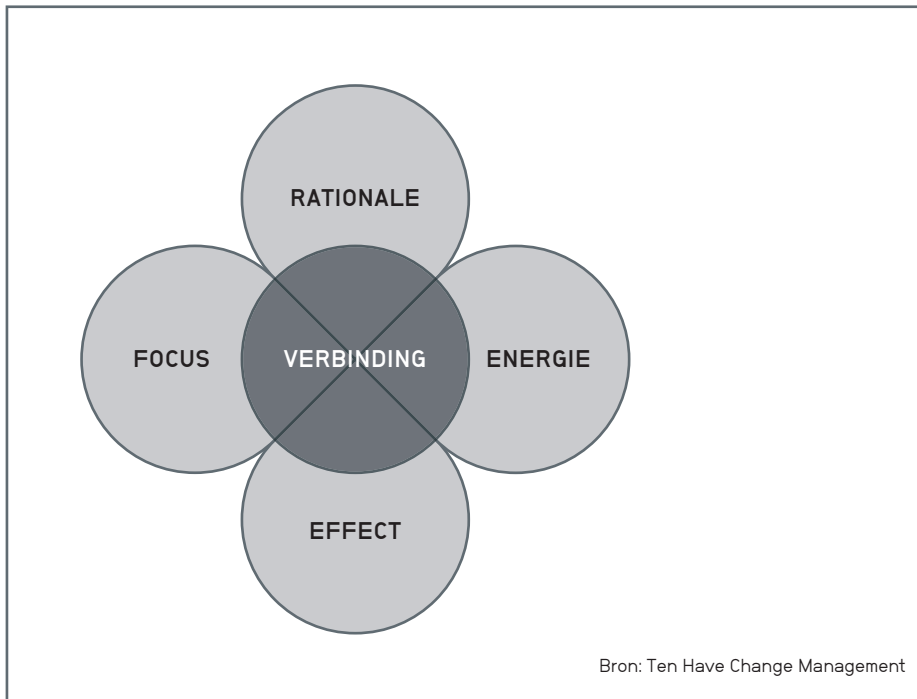 RATIONALE
FOCUS
VERBINDING
ENERGIE
EFFECT
Bron: Ten Have Change Management